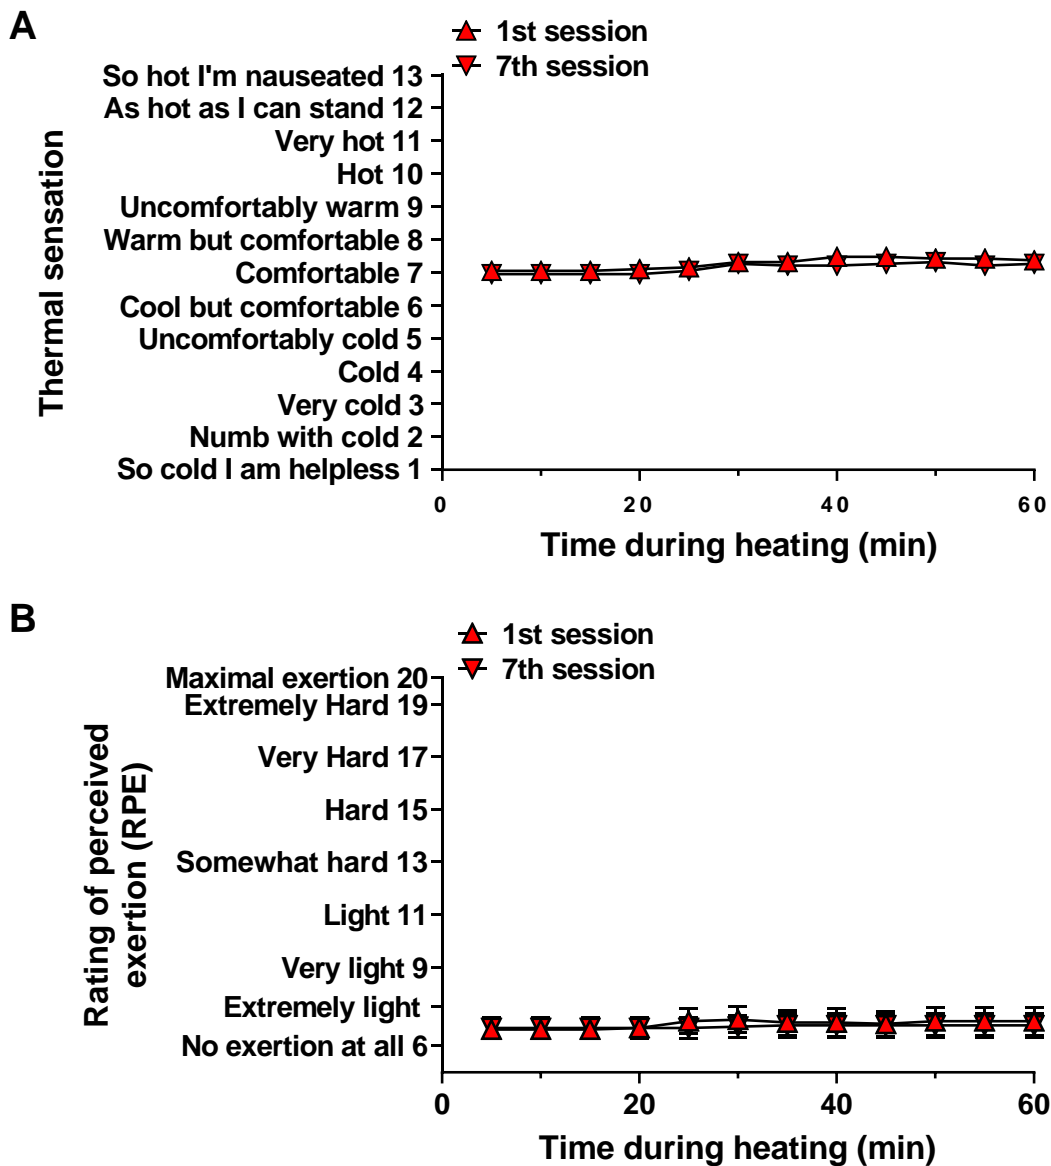 A
1st session
7th session
So hot I'm nauseated 13
As hot as I can stand 12
Very hot 11
Hot 10
Uncomfortably warm 9
Warm but comfortable 8
Comfortable 7
Cool but comfortable 6
Uncomfortably cold 5
Cold 4
Very cold 3
Numb with cold 2
So cold I am helpless 1
Thermal sensation
0 20 40 60
Time during heating (min)
B
1st session
7th session
Maximal exertion 20
Extremely Hard 19
Very Hard 17
Hard 15
Somewhat hard 13
Light 11
Very light 9
Extremely light
No exertion at all 6
Rating of perceived
exertion (RPE)
0 20 40 60
Time during heating (min)